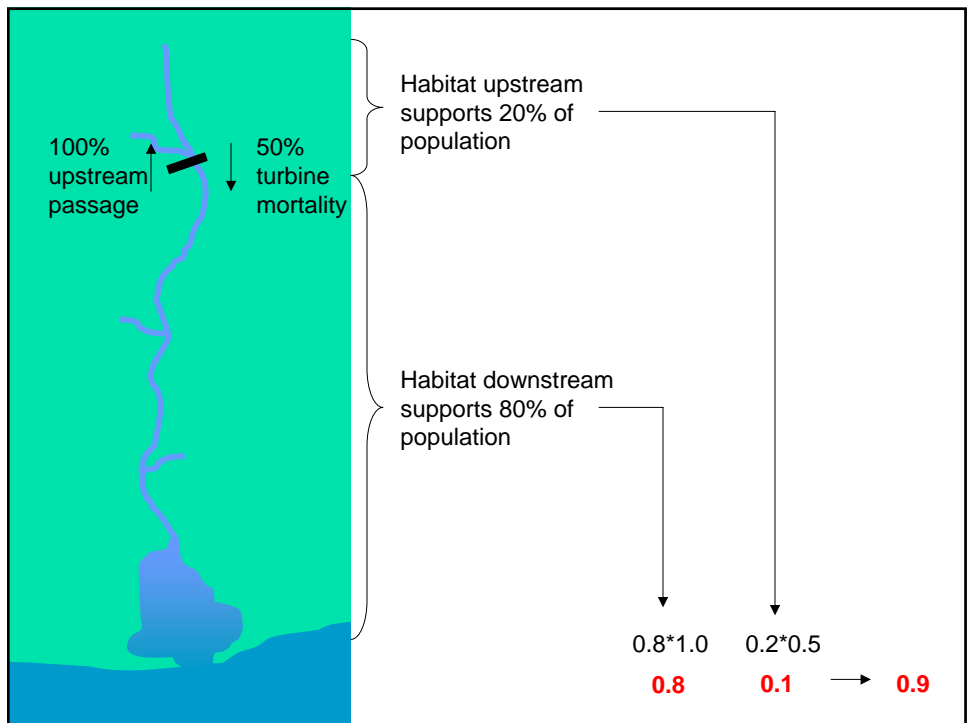 Habitat upstream
supports 20% of
population
100%
upstream
passage
50%
turbine
mortality
Habitat downstream
supports 80% of
population
0.8*1.0 0.2*0.5
0.8 0.1 0.9